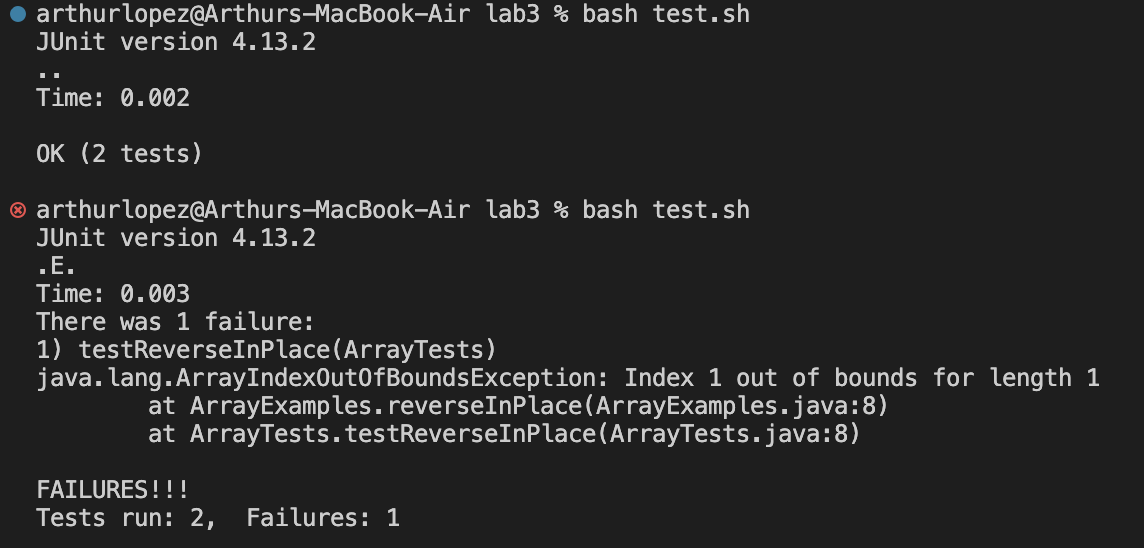 arthurlopez@Arthurs-MacBook-Air lab3 % bash test.sh
JUnit version 4.13.2
..
Time: 0.002
OK (2 tests)
arthurlopez@Arthurs-MacBook-Air lab3 % bash test.sh
JUnit version 4.13.2
.E.
Time: 0.003
There was 1 failure:
1) testReverseInPlace(ArrayTests)
java.lang.ArrayIndexOutOfBoundsException: Index 1 out of bounds for length 1
        at ArrayExamples.reverseInPlace(ArrayExamples.java:8)
        at ArrayTests.testReverseInPlace(ArrayTests.java:8)
FAILURES!!!
Tests run: 2,  Failures: 1